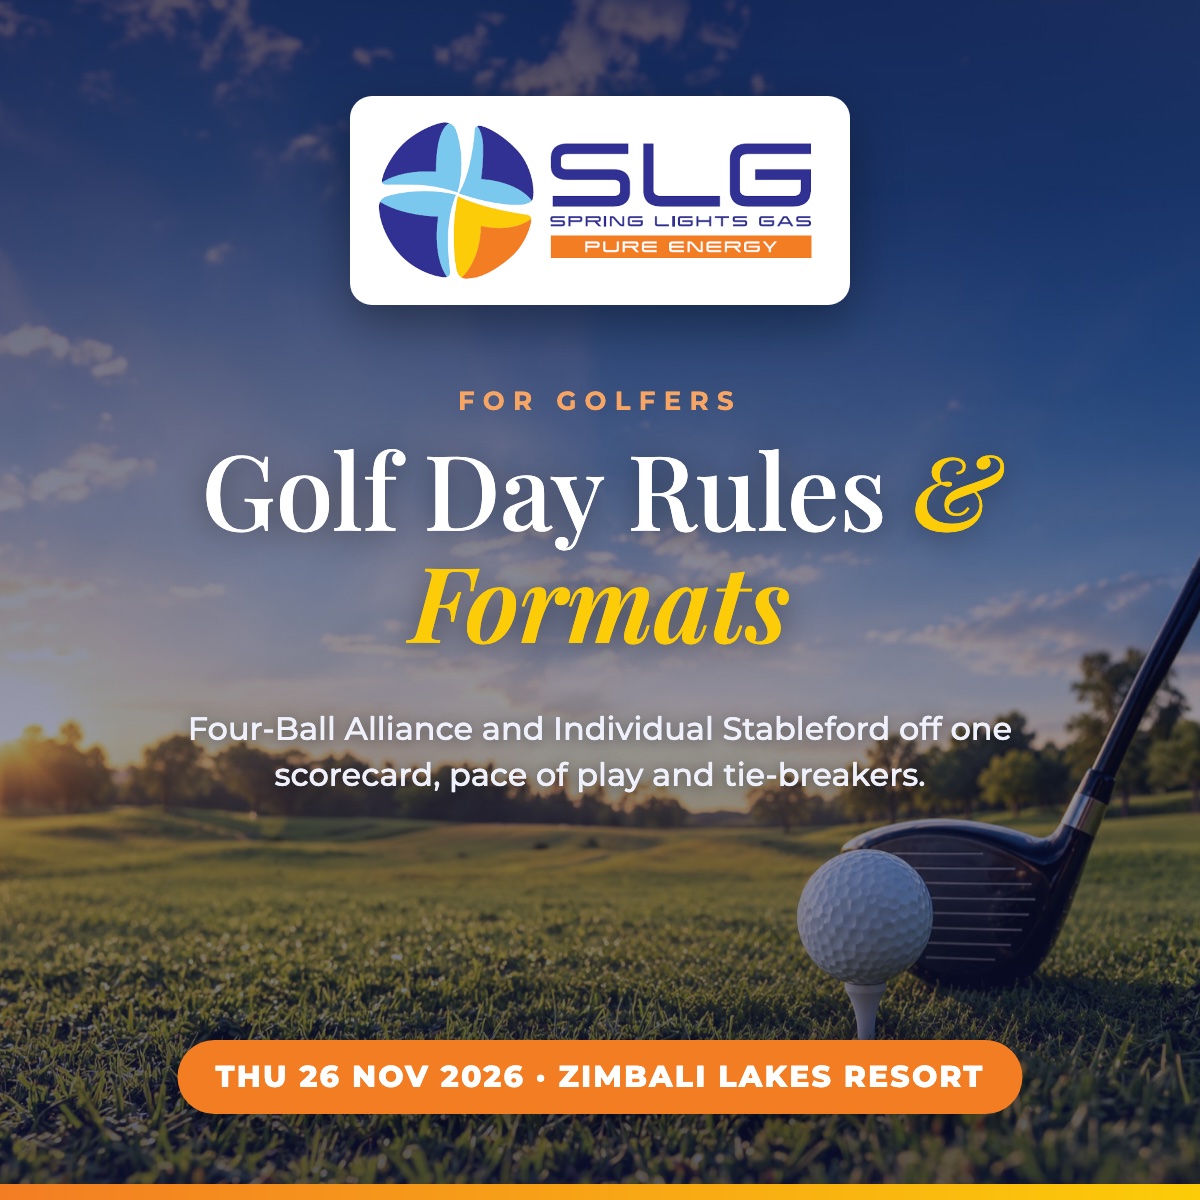 SLG
SPRING LIGHTS GAS
PURE ENERGY
FOR GOLFERS
Golf Day Rules &
Formats
Four-Ball Alliance and Individual Stableford off one
scorecard, pace of play and tie-breakers.
THU 26 NOV 2026 · ZIMBALI LAKES RESORT